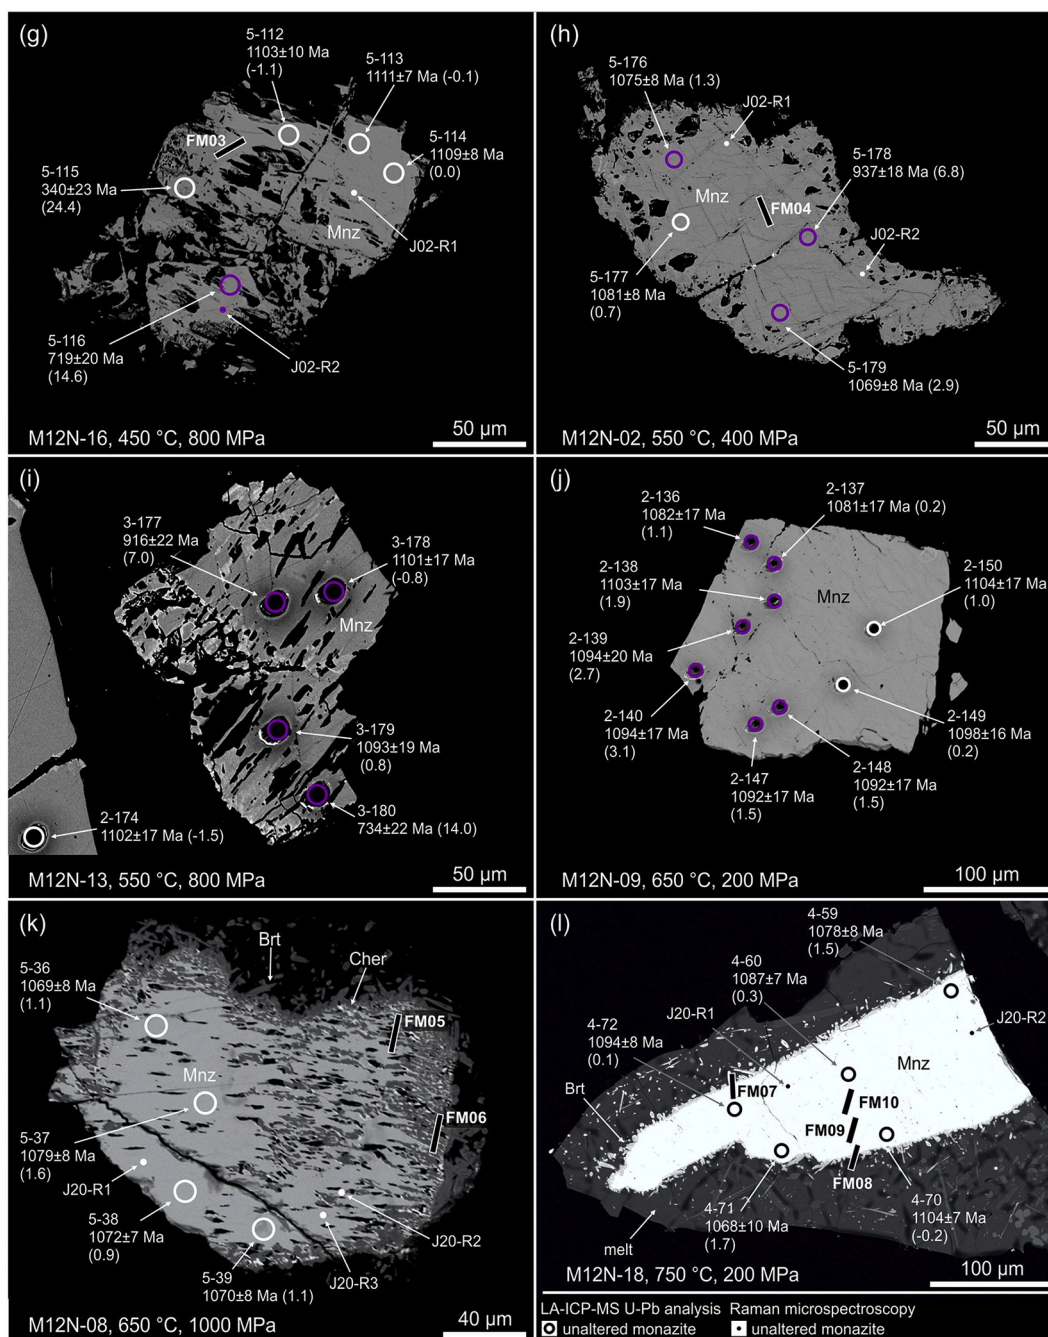 (g)
5-112
1103±10 Ma
(-1.1)
5-113
1111±7 Ma (-0.1)
FM03
5-114
1109±8 Ma
(0.0)
5-115
340±23 Ma
(24.4)
Mnz
J02-R1
5-116
719±20 Ma
(14.6)
J02-R2
M12N-16, 450 °C, 800 MPa
50 µm
(h)
5-176
1075±8 Ma (1.3)
J02-R1
5-178
937±18 Ma (6.8)
Mnz
FM04
J02-R2
5-177
1081±8 Ma
(0.7)
5-179
1069±8 Ma (2.9)
M12N-02, 550 °C, 400 MPa
50 µm
(i)
3-177
916±22 Ma
(7.0)
3-178
1101±17 Ma
(-0.8)
Mnz
3-179
1093±19 Ma
(0.8)
3-180
734±22 Ma (14.0)
2-174
1102±17 Ma (-1.5)
M12N-13, 550 °C, 800 MPa
50 µm
(j)
2-136
1082±17 Ma
(1.1)
2-137
1081±17 Ma (0.2)
2-138
1103±17 Ma
(1.9)
Mnz
2-150
1104±17 Ma
(1.0)
2-139
1094±20 Ma
(2.7)
2-140
1094±17 Ma
(3.1)
2-149
1098±16 Ma
(0.2)
2-147
1092±17 Ma
(1.5)
2-148
1092±17 Ma
(1.5)
M12N-09, 650 °C, 200 MPa
100 µm
(k)
Brt
Cher
5-36
1069±8 Ma
(1.1)
FM05
Mnz
FM06
5-37
1079±8 Ma
(1.6)
J20-R1
5-38
1072±7 Ma
(0.9)
J20-R2
5-39
1070±8 Ma (1.1)
J20-R3
M12N-08, 650 °C, 1000 MPa
40 µm
(l)
4-59
1078±8 Ma
(1.5)
4-60
1087±7 Ma
(0.3)
J20-R1
4-72
1094±8 Ma
(0.1)
J20-R2
Mnz
Brt
FM07
FM10
FM09
FM08
4-71
1068±10 Ma
(1.7)
4-70
1104±7 Ma
(-0.2)
melt
M12N-18, 750 °C, 200 MPa
100 µm
LA-ICP-MS U-Pb analysis
unaltered monazite
Raman microspectroscopy
unaltered monazite